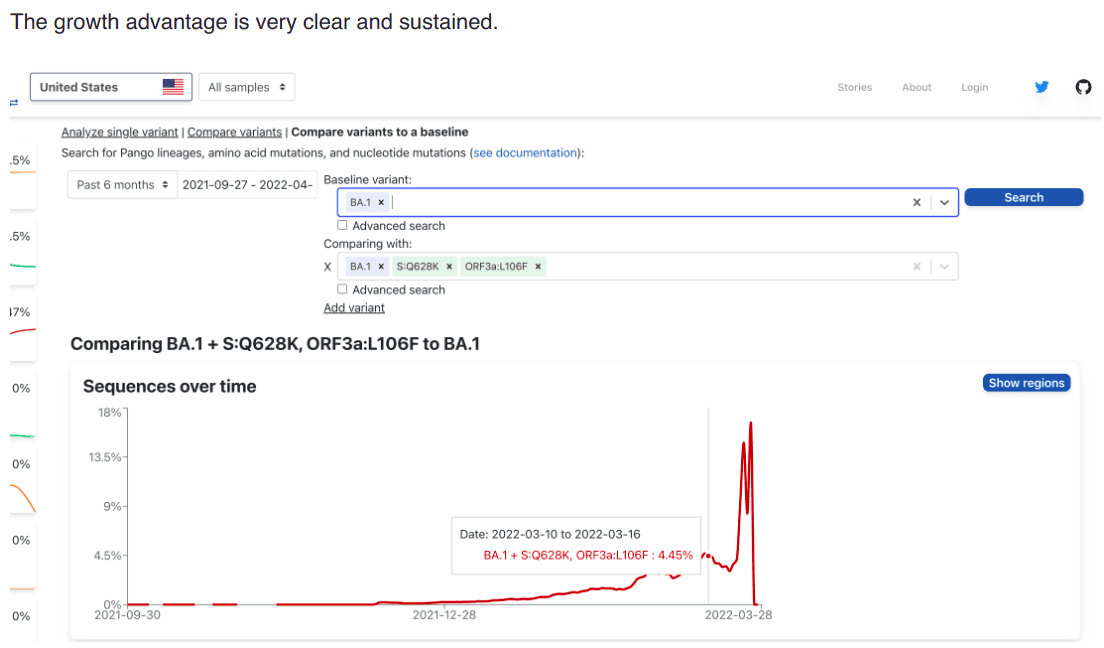 The growth advantage is very clear and sustained.
United States All samples Stories About Login
Analyze single variant | Compare variants | Compare variants to a baseline
Search for Pango lineages, amino acid mutations, and nucleotide mutations (see documentation):
.5%
Past 6 months 2021-09-27 - 2022-04-
Baseline variant:
BA.1 × Search
Advanced search
.5%
Comparing with:
X BA.1 × S:Q628K × ORF3a:L106F ×
Advanced search
Add variant
17%
Comparing BA.1 + S:Q628K, ORF3a:L106F to BA.1
0%
Sequences over time
Show regions
18%
13.5%
0%
9%
Date: 2022-03-10 to 2022-03-16
BA.1 + S:Q628K, ORF3a:L106F : 4.45%
0%
4.5%
0%
2021-09-30 2021-12-28 2022-03-28
0%